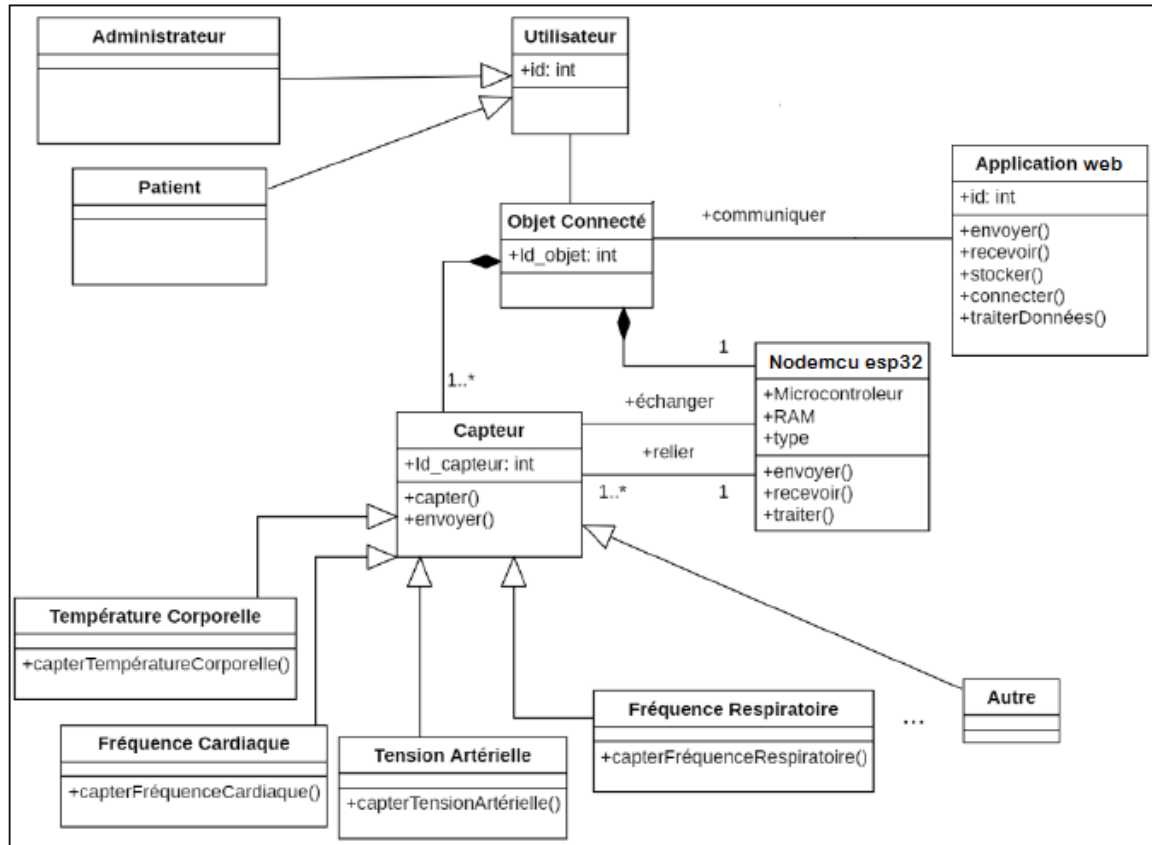 Administrateur
Utilisateur
+id: int
Patient
Application web
+id: int
+envoyer()
+recevoir()
+stocker()
+connecter()
+traiterDonnées()
Objet Connecté
+Id_objet: int
+communiquer
1
1..*
Nodemcu esp32
+Microcontroleur
+RAM
+type
+envoyer()
+recevoir()
+traiter()
+échanger
+relier
1..*
1
Capteur
+Id_capteur: int
+capter()
+envoyer()
Température Corporelle
+capterTempératureCorporelle()
Fréquence Cardiaque
+capterFréquenceCardiaque()
Tension Artérielle
+capterTensionArtérielle()
Fréquence Respiratoire
+capterFréquenceRespiratoire()
...
Autre